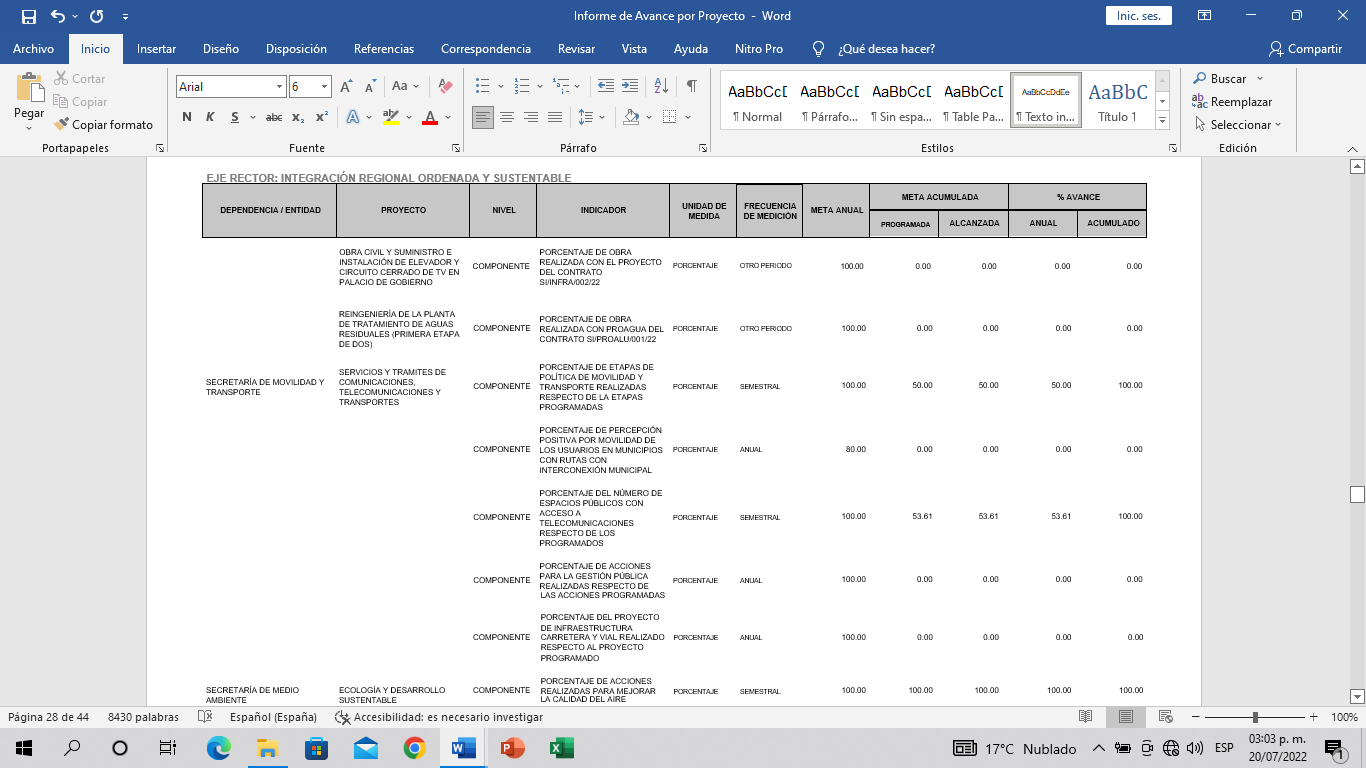 Informe de Avance por Proyecto - Word
Inic. ses.
Archivo Inicio Insertar Diseño Disposición Referencias Correspondencia Revisar Vista Ayuda Nitro Pro ¿Qué desea hacer? Compartir
Pegar
Cortar
Copiar
Copiar formato
Portapapeles
Arial 6
N K S abc x₂ x²
Fuente
Párrafo
AaBbCcD AaBbCcD AaBbCcD AaBbCcD AaBbCcDdEe AaBbC
¶ Normal ¶ Párrafo... ¶ Sin espa... ¶ Table Pa... ¶ Texto in... Título 1
Estilos
Buscar
Reemplazar
Seleccionar
Edición
EJE RECTOR: INTEGRACIÓN REGIONAL ORDENADA Y SUSTENTABLE
DEPENDENCIA / ENTIDAD PROYECTO NIVEL INDICADOR UNIDAD DE MEDIDA FRECUENCIA DE MEDICIÓN META ANUAL META ACUMULADA % AVANCE
PROGRAMADA ALCANZADA ANUAL ACUMULADO
OBRA CIVIL Y SUMINISTRO E
INSTALACIÓN DE ELEVADOR Y
CIRCUITO CERRADO DE TV EN
PALACIO DE GOBIERNO
COMPONENTE
PORCENTAJE DE OBRA
REALIZADA CON EL PROYECTO
DEL CONTRATO
SI/INFRA/002/22
PORCENTAJE OTRO PERIODO 100.00 0.00 0.00 0.00 0.00
REINGENIERÍA DE LA PLANTA
DE TRATAMIENTO DE AGUAS
RESIDUALES (PRIMERA ETAPA
DE DOS)
COMPONENTE
PORCENTAJE DE OBRA
REALIZADA CON PROAGUA DEL
CONTRATO SI/PROALU/001/22
PORCENTAJE OTRO PERIODO 100.00 0.00 0.00 0.00 0.00
SECRETARÍA DE MOVILIDAD Y
TRANSPORTE
SERVICIOS Y TRAMITES DE
COMUNICACIONES,
TELECOMUNICACIONES Y
TRANSPORTES
COMPONENTE
PORCENTAJE DE ETAPAS DE
POLÍTICA DE MOVILIDAD Y
TRANSPORTE REALIZADAS
RESPECTO DE LA ETAPAS
PROGRAMADAS
PORCENTAJE SEMESTRAL 100.00 50.00 50.00 50.00 100.00
COMPONENTE
PORCENTAJE DE PERCEPCIÓN
POSITIVA POR MOVILIDAD DE
LOS USUARIOS EN MUNICIPIOS
CON RUTAS CON
INTERCONEXIÓN MUNICIPAL
PORCENTAJE ANUAL 80.00 0.00 0.00 0.00 0.00
COMPONENTE
PORCENTAJE DEL NÚMERO DE
ESPACIOS PÚBLICOS CON
ACCESO A
TELECOMUNICACIONES
RESPECTO DE LOS
PROGRAMADOS
PORCENTAJE SEMESTRAL 100.00 53.61 53.61 53.61 100.00
COMPONENTE
PORCENTAJE DE ACCIONES
PARA LA GESTIÓN PÚBLICA
REALIZADAS RESPECTO DE
LAS ACCIONES PROGRAMADAS
PORCENTAJE ANUAL 100.00 0.00 0.00 0.00 0.00
COMPONENTE
PORCENTAJE DEL PROYECTO
DE INFRAESTRUCTURA
CARRETERA Y VIAL REALIZADO
RESPECTO AL PROYECTO
PROGRAMADO
PORCENTAJE ANUAL 100.00 0.00 0.00 0.00 0.00
SECRETARÍA DE MEDIO
AMBIENTE
ECOLOGÍA Y DESARROLLO
SUSTENTABLE
COMPONENTE
PORCENTAJE DE ACCIONES
REALIZADAS PARA MEJORAR
LA CALIDAD DEL AIRE
PORCENTAJE SEMESTRAL 100.00 100.00 100.00 100.00 100.00
Página 28 de 44 8430 palabras Español (España) Accesibilidad: es necesario investigar 100%
17°C Nublado ESP 03:03 p. m.
20/07/2022 1